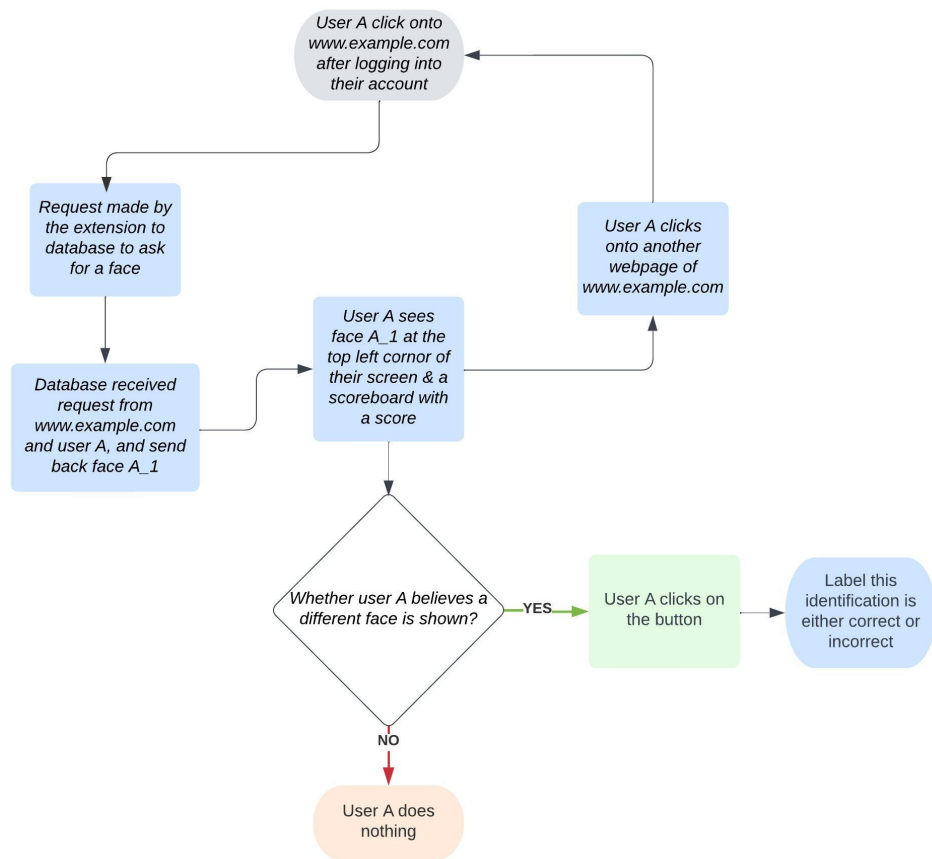 User A click onto
www.example.com
after logging into
their account
Request made by
the extension to
database to ask
for a face
User A clicks
onto another
webpage of
www.example.com
Database received
request from
www.example.com
and user A, and send
back face A_1
User A sees
face A_1 at the
top left cornor of
their screen & a
scoreboard with
a score
Whether user A believes a
different face is shown?
YES
User A clicks on
the button
Label this
identification is
either correct or
incorrect
NO
User A does
nothing